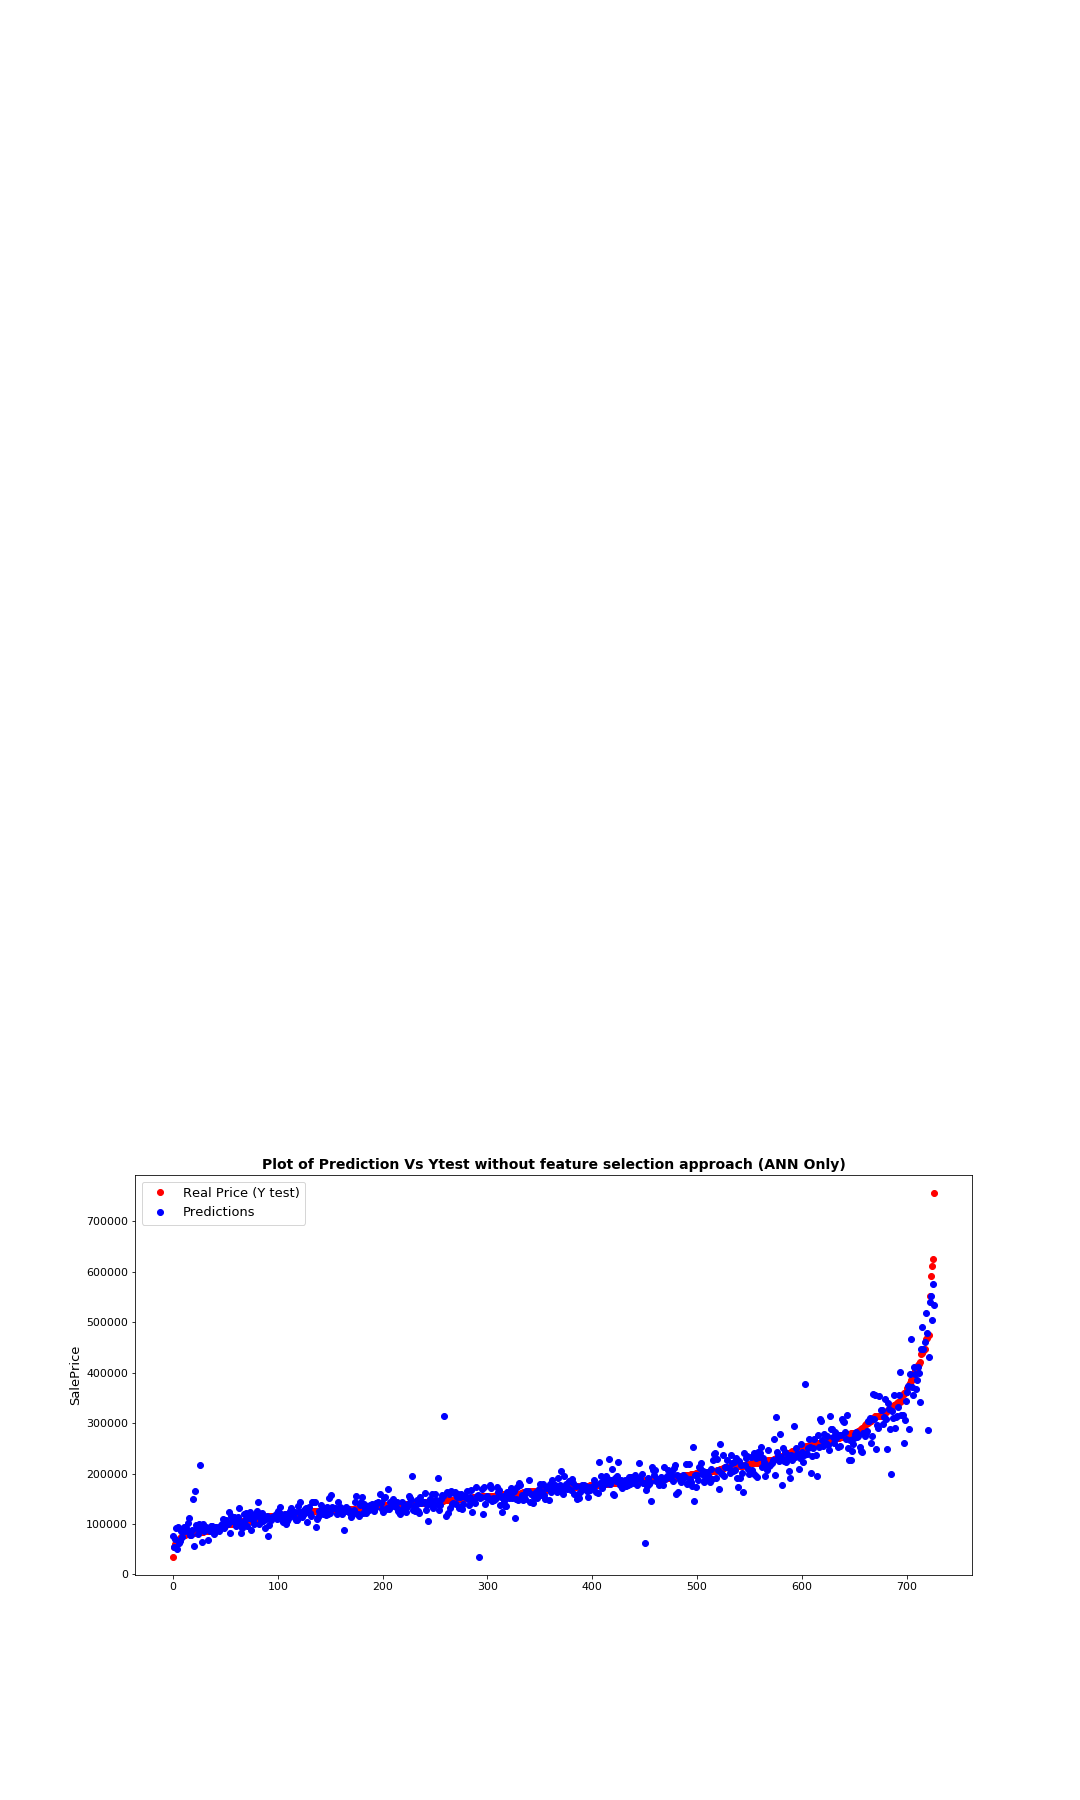 Plot of Prediction Vs Ytest without feature selection approach (ANN Only)
Real Price (Y test)
Predictions
700000
600000
500000
400000
300000
200000
100000
0
SalePrice
0 100 200 300 400 500 600 700